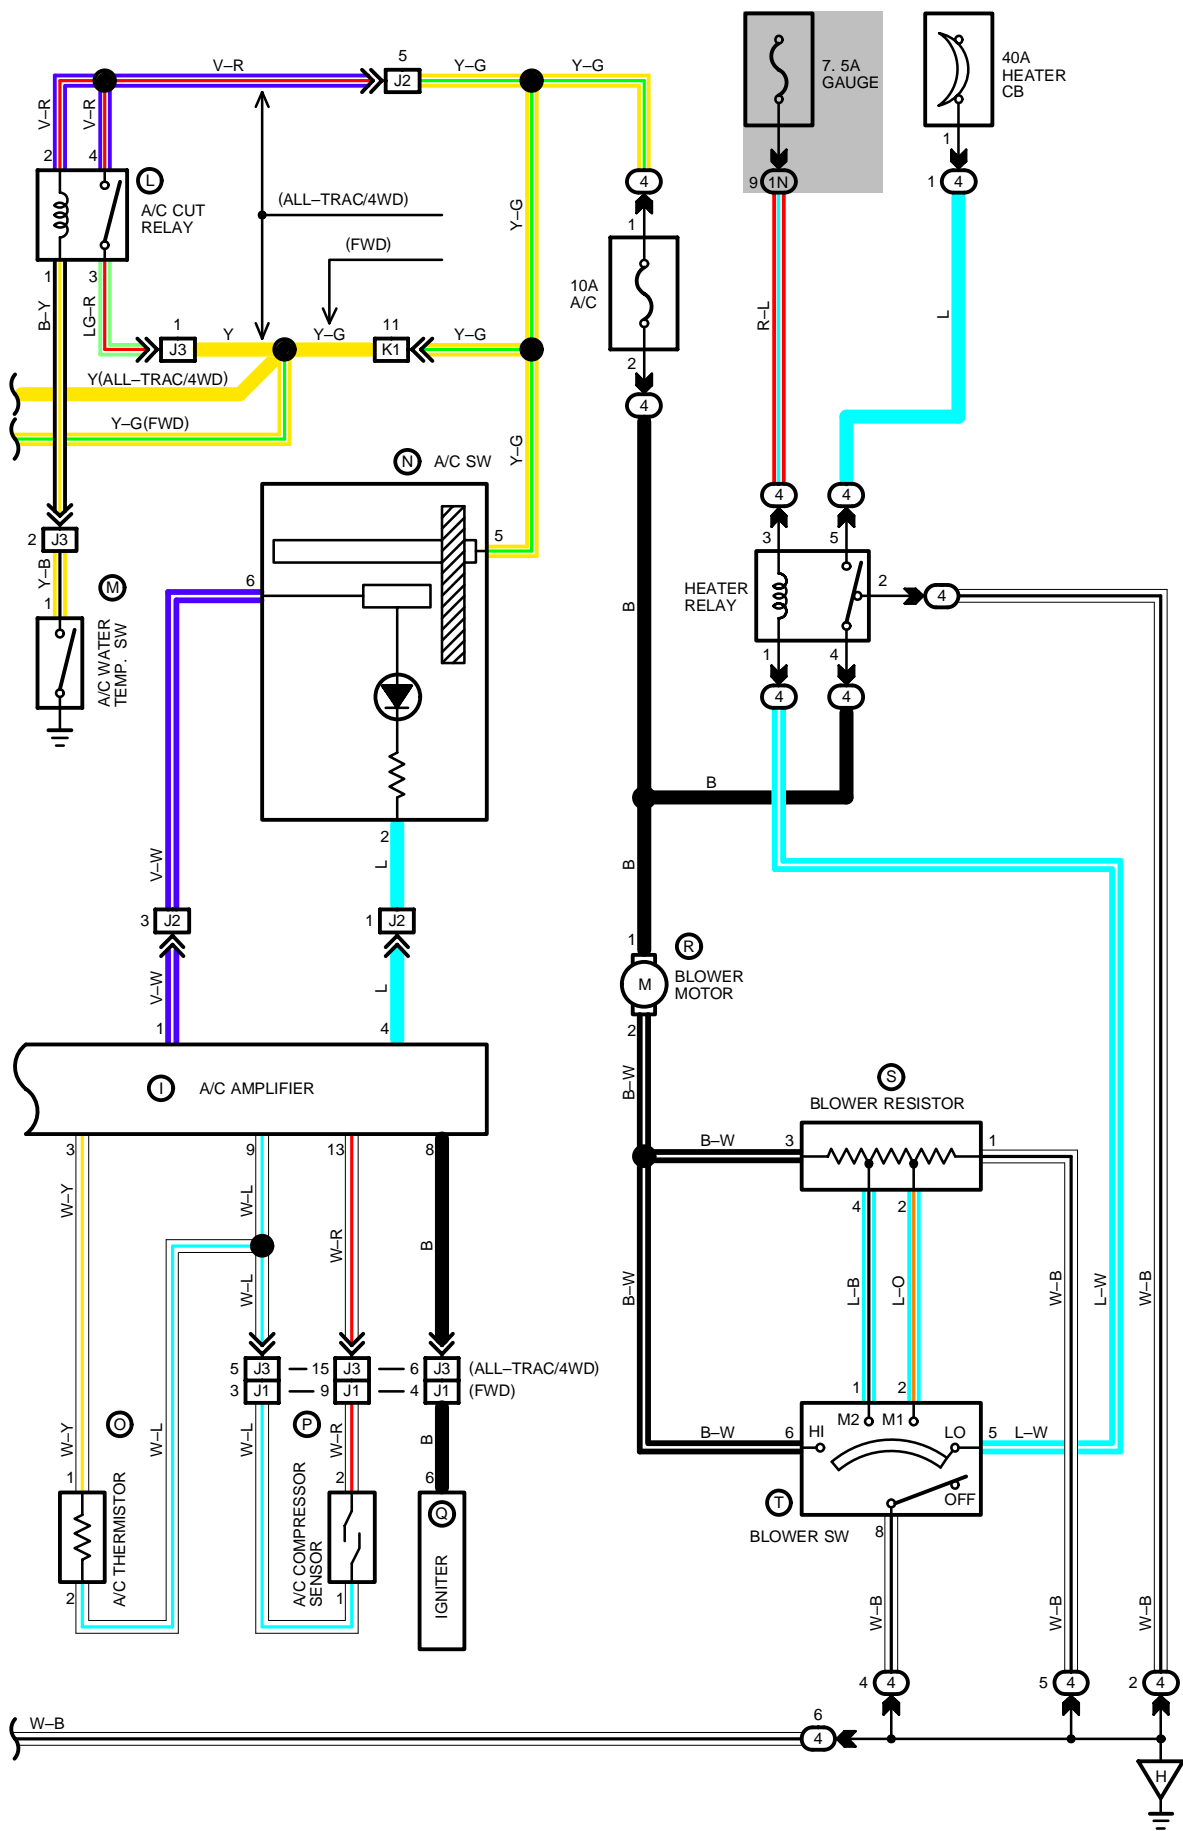 V–R
5
J2
Y–G
Y–G
7. 5A
GAUGE
40A
HEATER
CB
V–R
V–R
2
4
L
A/C CUT
RELAY
1
3
(ALL–TRAC/4WD)
(FWD)
Y–G
4
1
10A
A/C
2
4
9
1N
1
1
4
R–L
L
B–Y
LG–R
1
J3
Y
Y–G
11
K1
Y–G
Y(ALL–TRAC/4WD)
Y–G(FWD)
N
A/C SW
Y–G
5
6
2
J3
Y–B
M
1
A/C WATER
TEMP. SW
4
4
3
5
HEATER
RELAY
2
4
1
4
4
4
B
B
B
2
L
V–W
3
J2
1
J2
V–W
L
1
4
I
A/C AMPLIFIER
1
R
M
BLOWER
MOTOR
2
B–W
S
BLOWER RESISTOR
B–W
3
1
4
2
3
9
13
8
W–Y
W–L
W–R
B
W–L
B–W
L–B
L–O
W–B
L–W
W–B
5
J3
15
J3
6
J3
(ALL–TRAC/4WD)
3
J1
9
J1
4
J1
(FWD)
O
P
W–Y
W–L
W–L
W–R
B
1
2
6
A/C THERMISTOR
A/C COMPRESSOR
SENSOR
Q
IGNITER
2
1
1
2
B–W
6
HI
M2
M1
LO
5
L–W
OFF
T
BLOWER SW
8
W–B
W–B
W–B
4
4
5
4
2
4
W–B
6
4
H